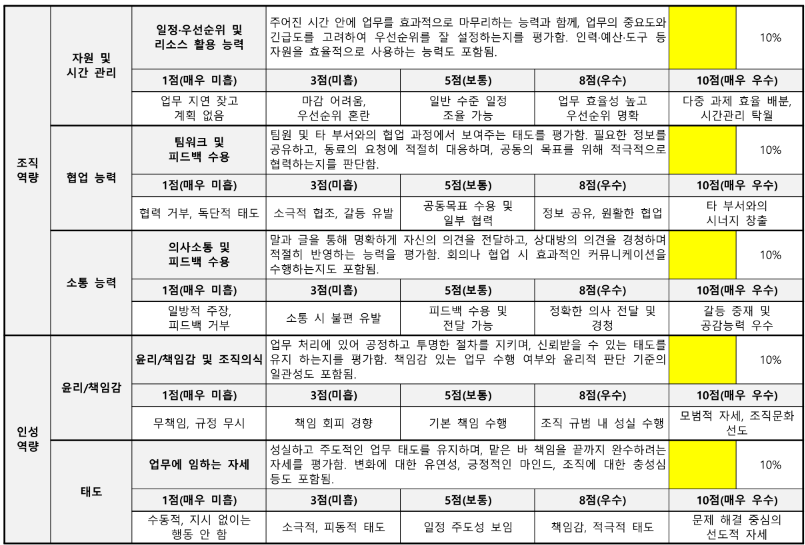 조직
역량
자원 및
시간 관리
일정·우선순위 및
리소스 활용 능력
주어진 시간 안에 업무를 효과적으로 마무리하는 능력과 함께, 업무의 중요도와
긴급도를 고려하여 우선순위를 잘 설정하는지를 평가함. 인력·예산·도구 등
자원을 효율적으로 사용하는 능력도 포함됨.
10%
1점(매우 미흡)
3점(미흡)
5점(보통)
8점(우수)
10점(매우 우수)
업무 지연 잦고
계획 없음
마감 어려움,
우선순위 혼란
일반 수준 일정
조율 가능
업무 효율성 높고
우선순위 명확
다중 과제 효율 배분,
시간관리 탁월
협업 능력
팀워크 및
피드백 수용
팀원 및 타 부서와의 협업 과정에서 보여주는 태도를 평가함. 필요한 정보를
공유하고, 동료의 요청에 적절히 대응하며, 공동의 목표를 위해 적극적으로
협력하는지를 판단함.
10%
1점(매우 미흡)
3점(미흡)
5점(보통)
8점(우수)
10점(매우 우수)
협력 거부, 독단적 태도
소극적 협조, 갈등 유발
공동목표 수용 및
일부 협력
정보 공유, 원활한 협업
타 부서와의
시너지 창출
소통 능력
의사소통 및
피드백 수용
말과 글을 통해 명확하게 자신의 의견을 전달하고, 상대방의 의견을 경청하며
적절히 반영하는 능력을 평가함. 회의나 협업 시 효과적인 커뮤니케이션을
수행하는지도 포함됨.
10%
1점(매우 미흡)
3점(미흡)
5점(보통)
8점(우수)
10점(매우 우수)
일방적 주장,
피드백 거부
소통 시 불편 유발
피드백 수용 및
전달 가능
정확한 의사 전달 및
경청
갈등 중재 및
공감능력 우수
인성
역량
윤리/책임감
윤리/책임감 및 조직의식
업무 처리에 있어 공정하고 투명한 절차를 지키며, 신뢰받을 수 있는 태도를
유지 하는지를 평가함. 책임감 있는 업무 수행 여부와 윤리적 판단 기준의
일관성도 포함됨.
10%
1점(매우 미흡)
3점(미흡)
5점(보통)
8점(우수)
10점(매우 우수)
무책임, 규정 무시
책임 회피 경향
기본 책임 수행
조직 규범 내 성실 수행
모범적 자세, 조직문화
선도
태도
업무에 임하는 자세
성실하고 주도적인 업무 태도를 유지하며, 맡은 바 책임을 끝까지 완수하려는
자세를 평가함. 변화에 대한 유연성, 긍정적인 마인드, 조직에 대한 충성심
등도 포함됨.
10%
1점(매우 미흡)
3점(미흡)
5점(보통)
8점(우수)
10점(매우 우수)
수동적, 지시 없이는
행동 안 함
소극적, 피동적 태도
일정 주도성 보임
책임감, 적극적 태도
문제 해결 중심의
선도적 자세